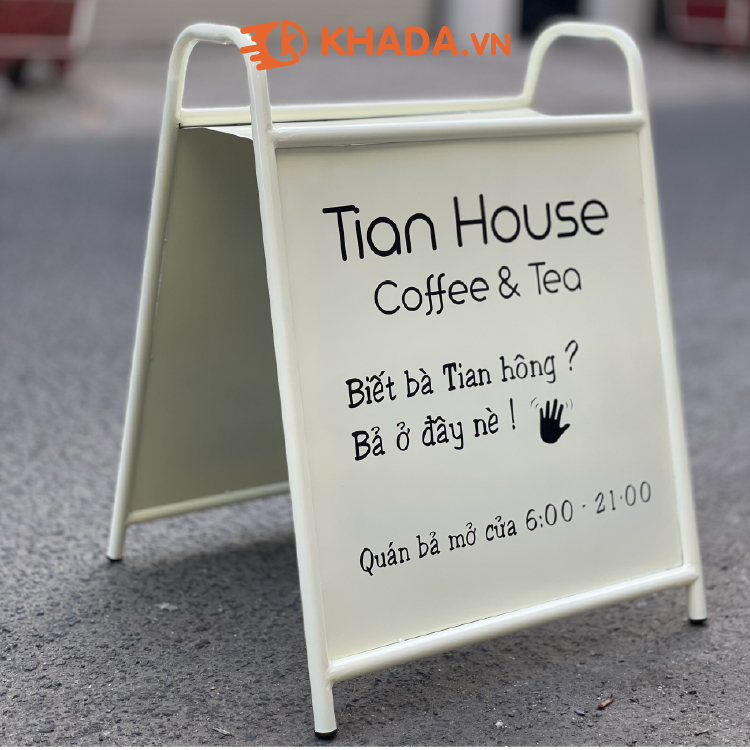 KHADA.VN
Tian House
Coffee & Tea
Biết bà Tian hông ?
Bả ở đây nè !
Quán bả mở cửa 6:00 - 21:00